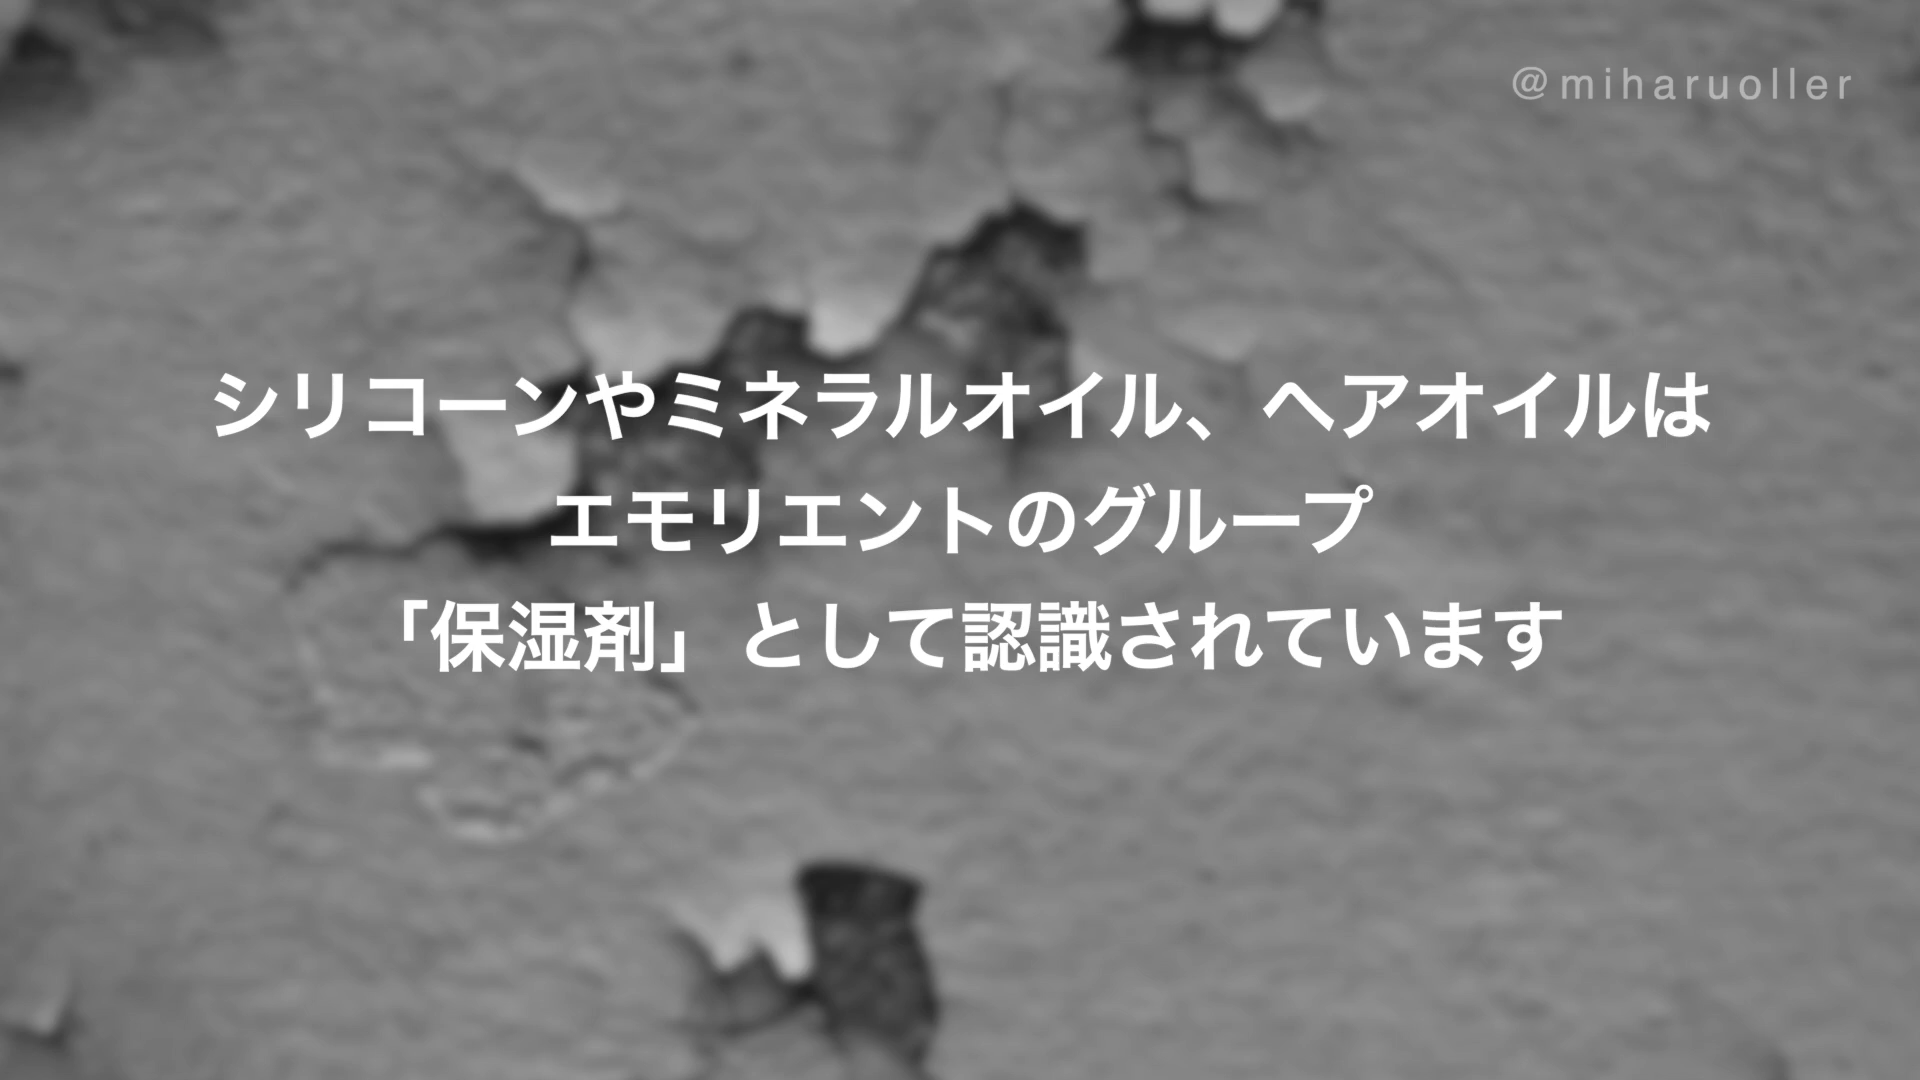 @miharuoller
シリコーンやミネラルオイル、ヘアオイルは
エモリエントのグループ
「保湿剤」として認識されています